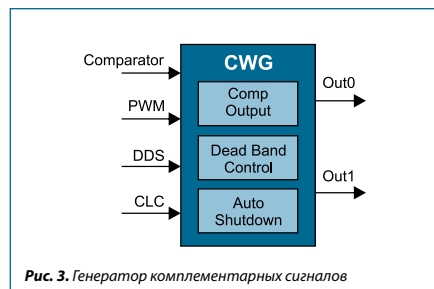 CWG
Comparator
PWM
DDS
CLC
Comp
Output
Dead Band
Control
Auto
Shutdown
Out0
Out1
Рис. 3. Генератор комплементарных сигналов